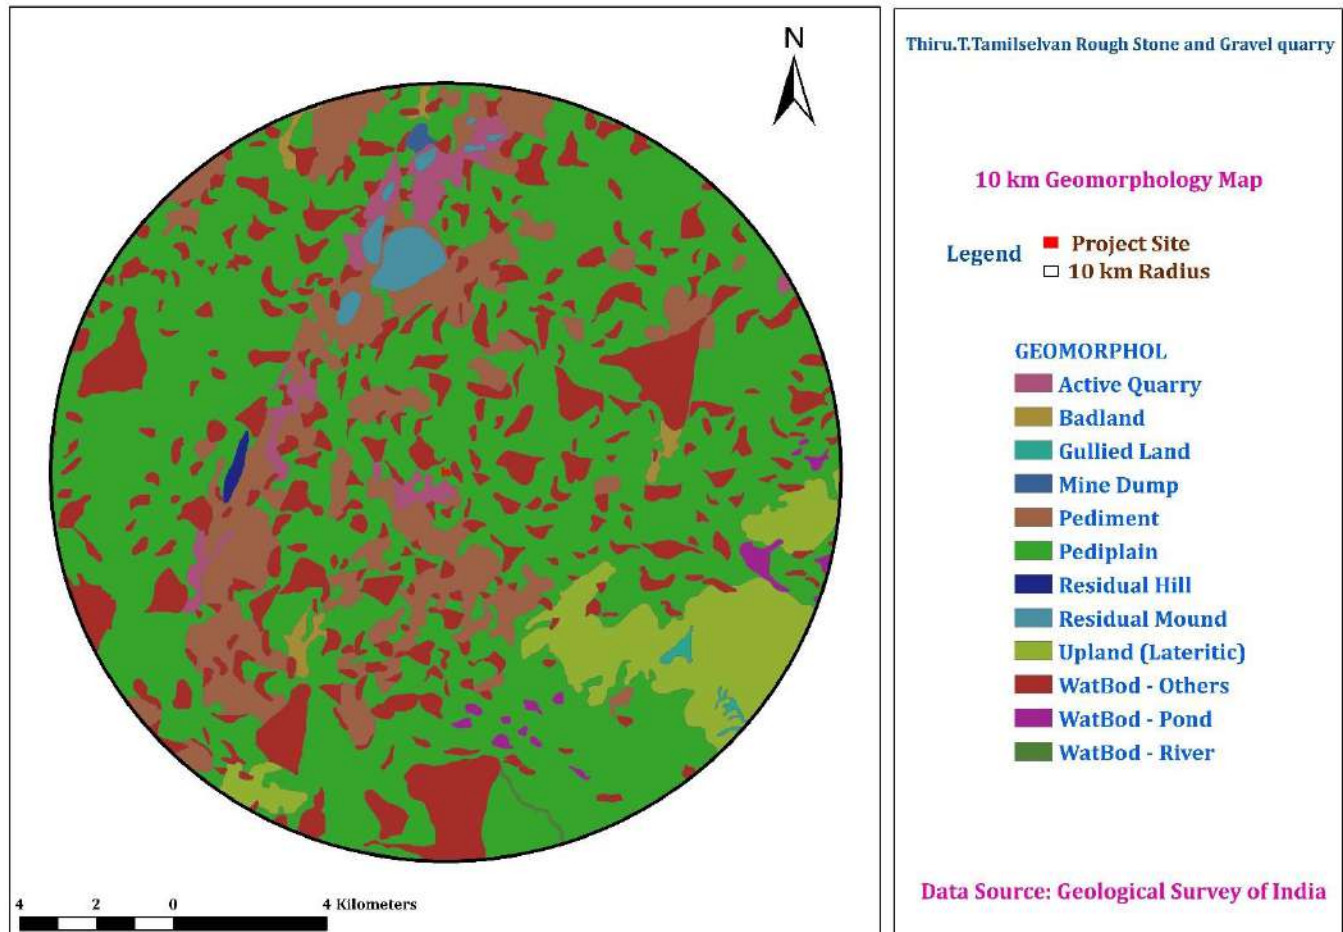 N
4 2 0 4 Kilometers
Thiru.T.Tamilselvan Rough Stone and Gravel quarry
10 km Geomorphology Map
Legend
Project Site
10 km Radius
GEOMORPHOL
Active Quarry
Badland
Gullied Land
Mine Dump
Pediment
Pediplain
Residual Hill
Residual Mound
Upland (Lateritic)
WatBod - Others
WatBod - Pond
WatBod - River
Data Source: Geological Survey of India